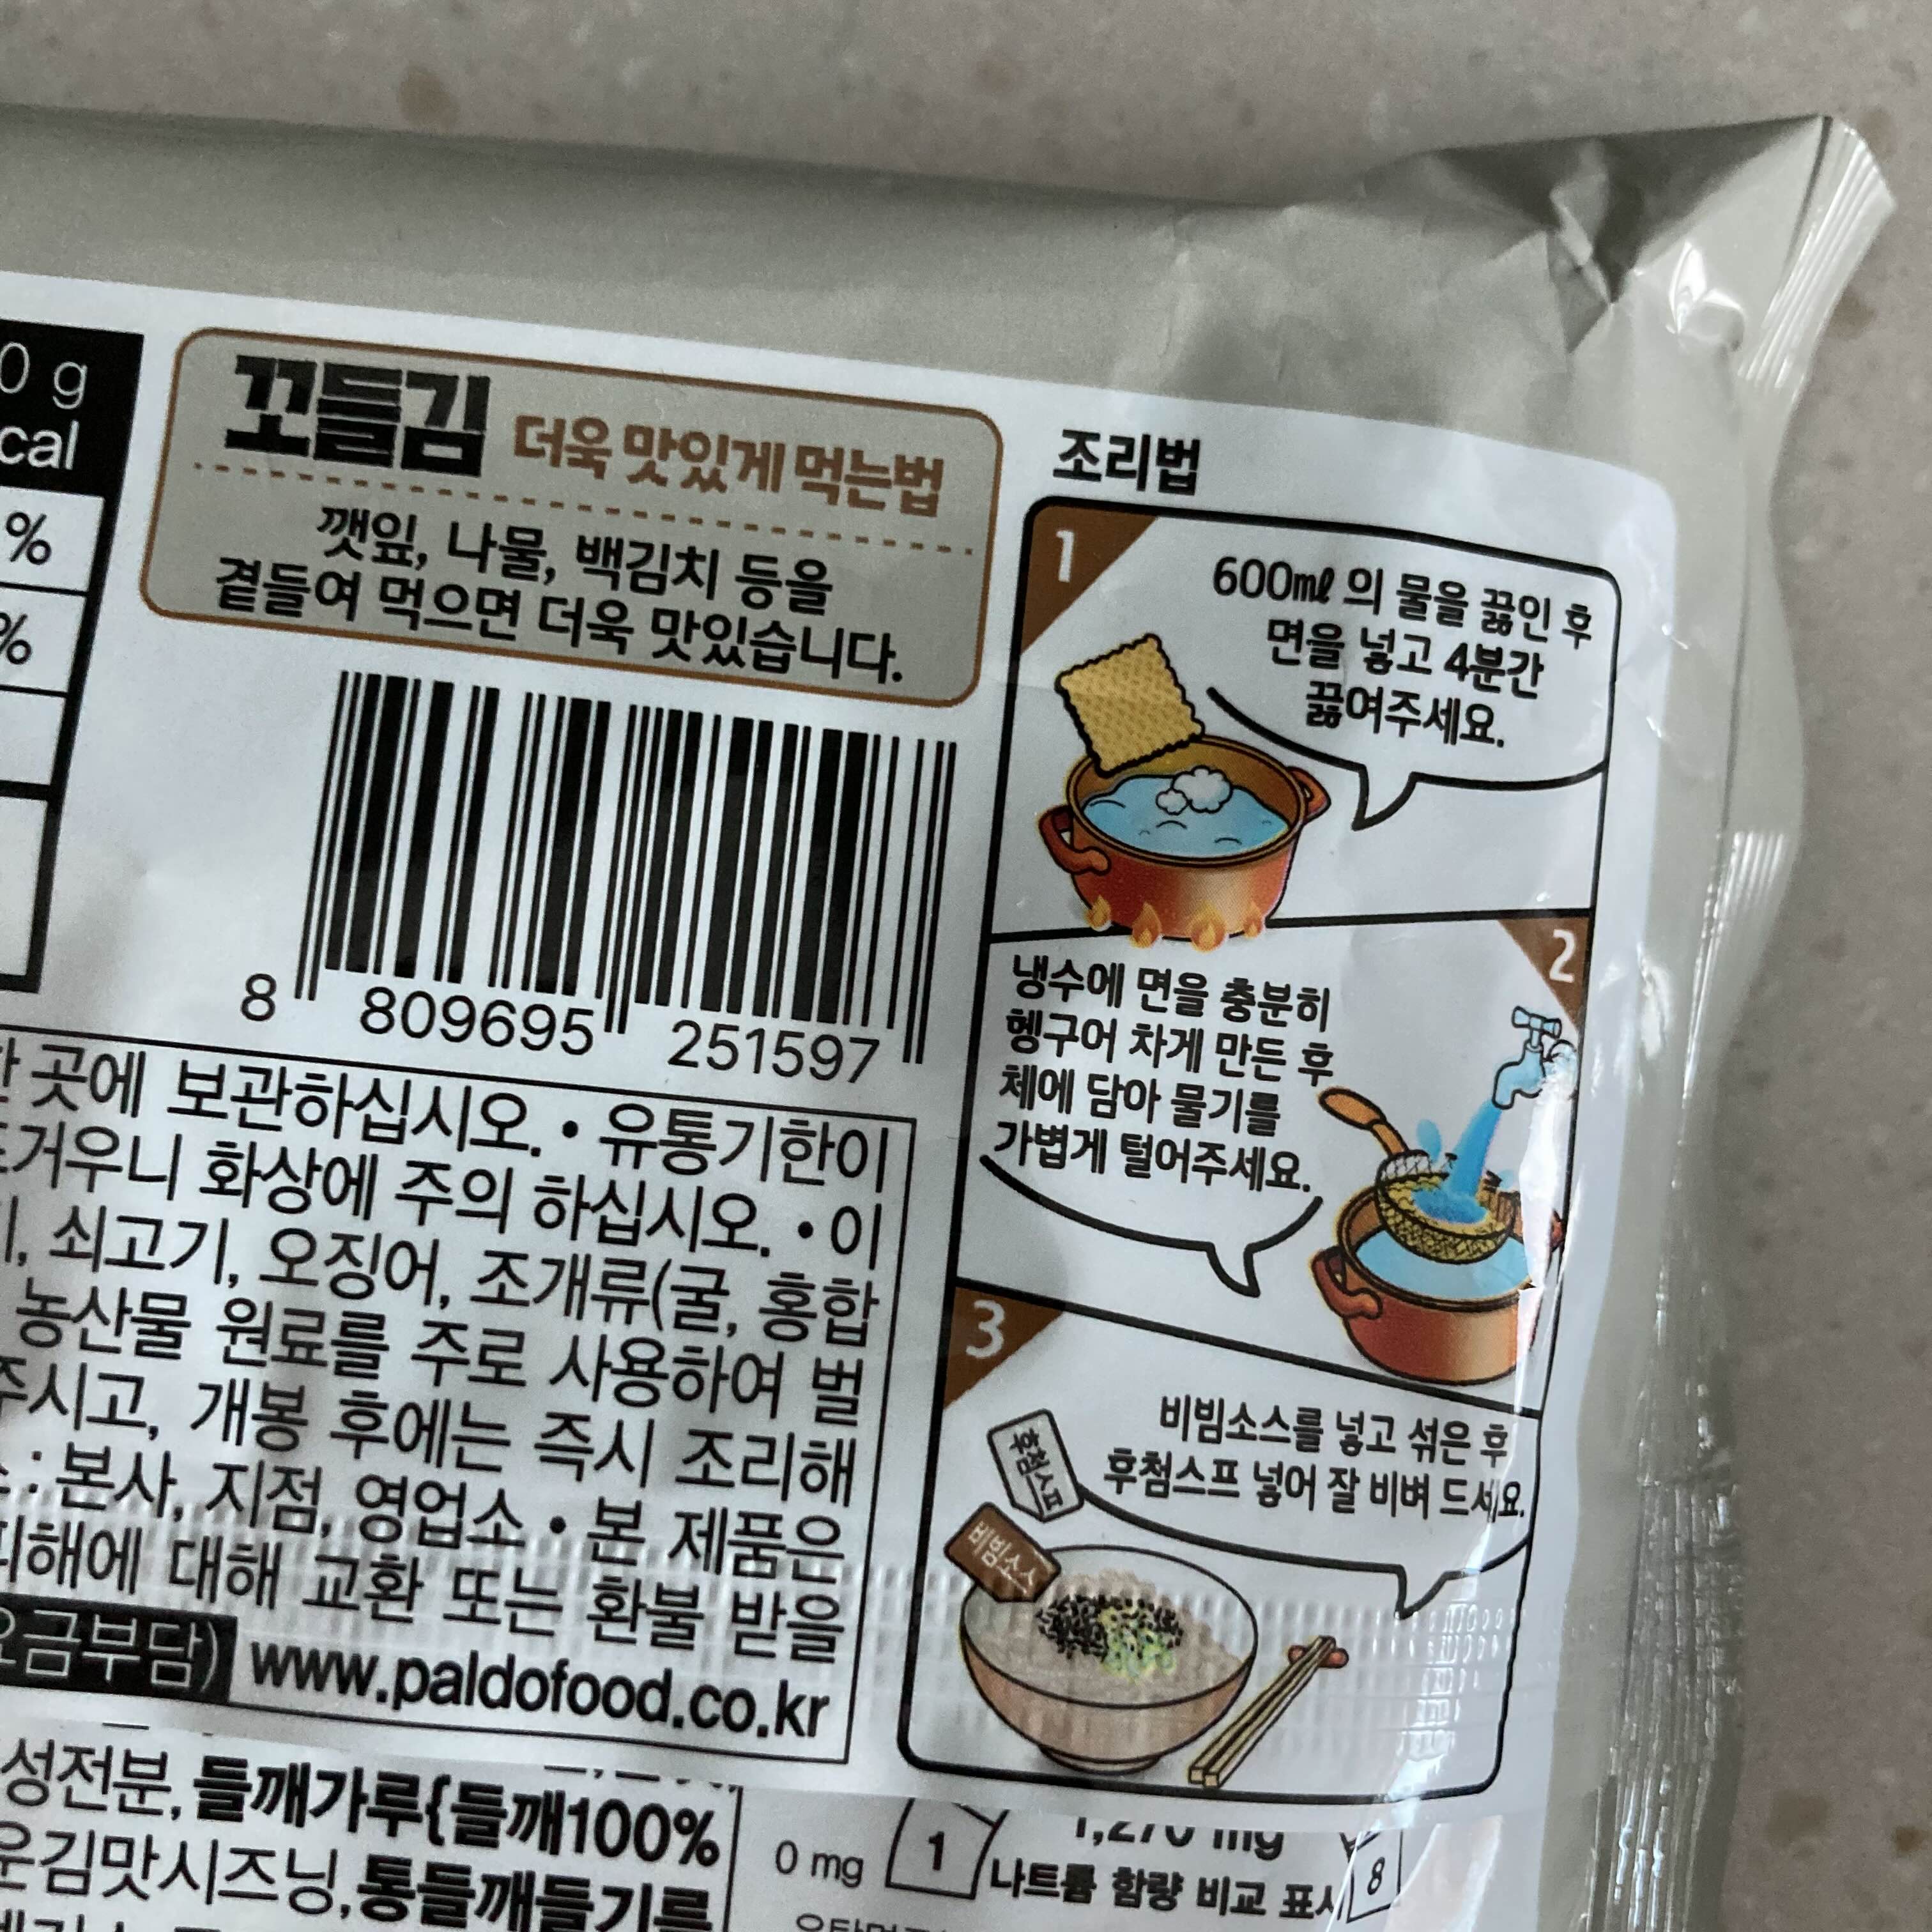 0 g
cal
%
%
꼬들김 더욱 맛있게 먹는법
깻잎, 나물, 백김치 등을
곁들여 먹으면 더욱 맛있습니다.
8 809695 251597
조리법
1
600㎖ 의 물을 끓인 후
면을 넣고 4분간
끓여주세요.
2
냉수에 면을 충분히
헹구어 차게 만든 후
체에 담아 물기를
가볍게 털어주세요.
3
비빔소스를 넣고 섞은 후
후첨스프 넣어 잘 비벼 드세요.
후첨스프
비빔소스
곳에 보관하십시오. • 유통기한이
거우니 화상에 주의 하십시오. • 이
, 쇠고기, 오징어, 조개류(굴, 홍합
농산물 원료를 주로 사용하여 벌
주시고, 개봉 후에는 즉시 조리해
: 본사, 지점, 영업소 • 본 제품은
피해에 대해 교환 또는 환불 받을
요금부담) www.paldofood.co.kr
성전분, 들깨가루{들깨100%
운김맛시즈닝, 통들깨들기름
0 mg 1 1,270 mg 8
나트륨 함량 비교 표시